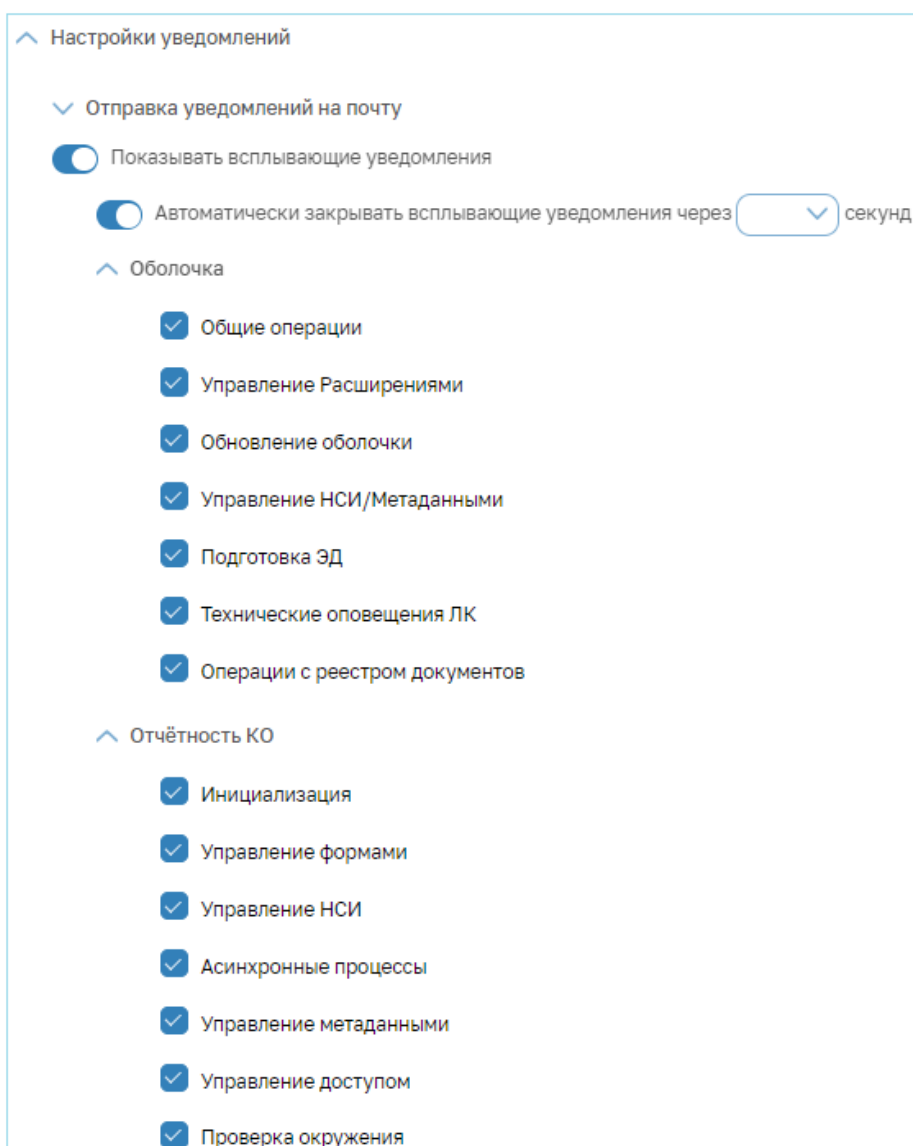 Настройки уведомлений
Отправка уведомлений на почту
Показывать всплывающие уведомления
Автоматически закрывать всплывающие уведомления через секунд
Оболочка
Общие операции
Управление Расширениями
Обновление оболочки
Управление НСИ/Метаданными
Подготовка ЭД
Технические оповещения ЛК
Операции с реестром документов
Отчётность КО
Инициализация
Управление формами
Управление НСИ
Асинхронные процессы
Управление метаданными
Управление доступом
Проверка окружения